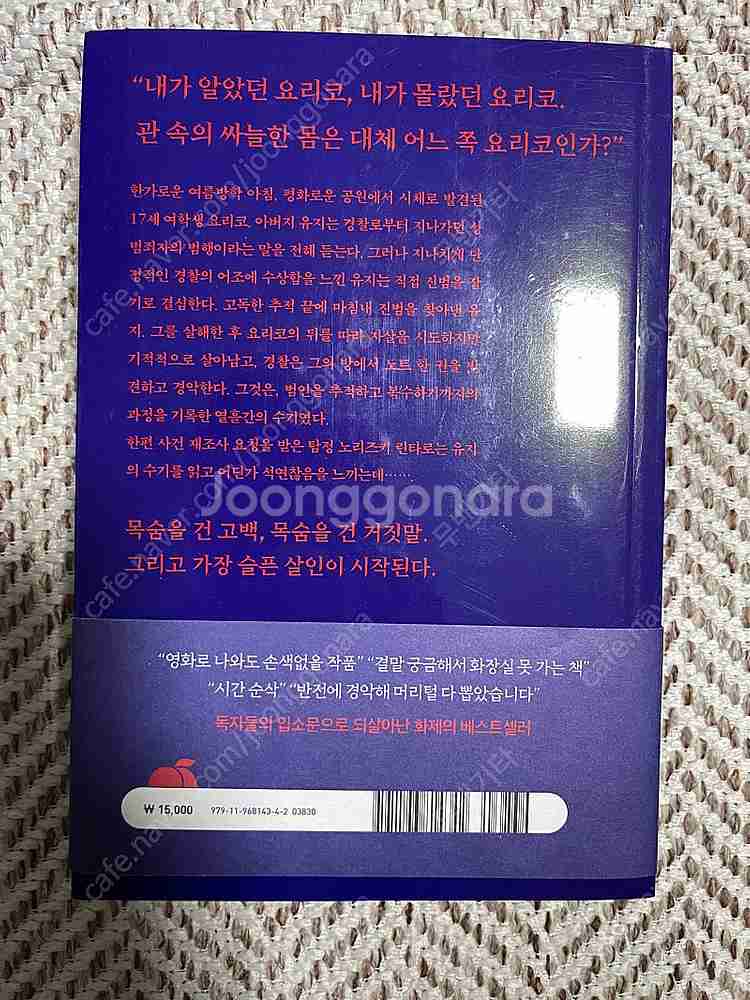 “내가 알았던 요리코, 내가 몰랐던 요리코.
관 속의 싸늘한 몸은 대체 어느 쪽 요리코인가?”
한가로운 여름방학 아침, 평화로운 공원에서 시체로 발견된
17세 여학생 요리코. 아버지 유지는 경찰로부터 지나가던 성
범죄자의 범행이라는 말을 전해 듣는다. 그러나 지나치게 단
정적인 경찰의 어조에 수상함을 느낀 유지는 직접 진범을 잡
기로 결심한다. 고독한 추적 끝에 마침내 진범을 찾아낸 유
지. 그를 살해한 후 요리코의 뒤를 따라 자살을 시도하지만
기적적으로 살아남고, 경찰은 그의 방에서 노트 한 권을 발
견하고 경악한다. 그것은, 범인을 추적하고 복수하기까지의
과정을 기록한 열흘간의 수기였다.
한편 사건 재조사 요청을 받은 탐정 노리즈키 린타로는 유지
의 수기를 읽고 어딘가 석연찮음을 느끼는데……
Joonggonara
목숨을 건 고백, 목숨을 건 거짓말.
그리고 가장 슬픈 살인이 시작된다.
“영화로 나와도 손색없을 작품” “결말 궁금해서 화장실 못 가는 책”
“시간 순삭” “반전에 경악해 머리털 다 뽑았습니다”
독자들의 입소문으로 되살아난 화제의 베스트셀러
₩ 15,000 979-11-968143-4-2 03830
cafe.naver.com/joonggonara